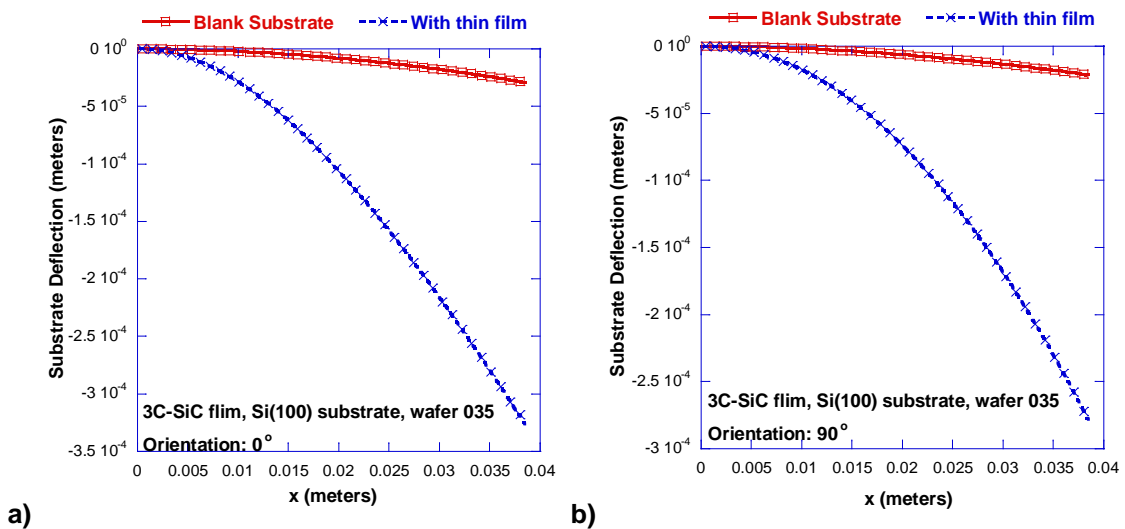 Blank Substrate With thin film
0 10^0
-5 10^-5
-1 10^-4
-1.5 10^-4
-2 10^-4
-2.5 10^-4
-3 10^-4
-3.5 10^-4
Substrate Deflection (meters)
3C-SiC flim, Si(100) substrate, wafer 035
Orientation: 0°
0 0.005 0.01 0.015 0.02 0.025 0.03 0.035 0.04
x (meters)
a)
Blank Substrate With thin film
0 10^0
-5 10^-5
-1 10^-4
-1.5 10^-4
-2 10^-4
-2.5 10^-4
-3 10^-4
Substrate Deflection (meters)
3C-SiC flim, Si(100) substrate, wafer 035
Orientation: 90°
0 0.005 0.01 0.015 0.02 0.025 0.03 0.035 0.04
x (meters)
b)